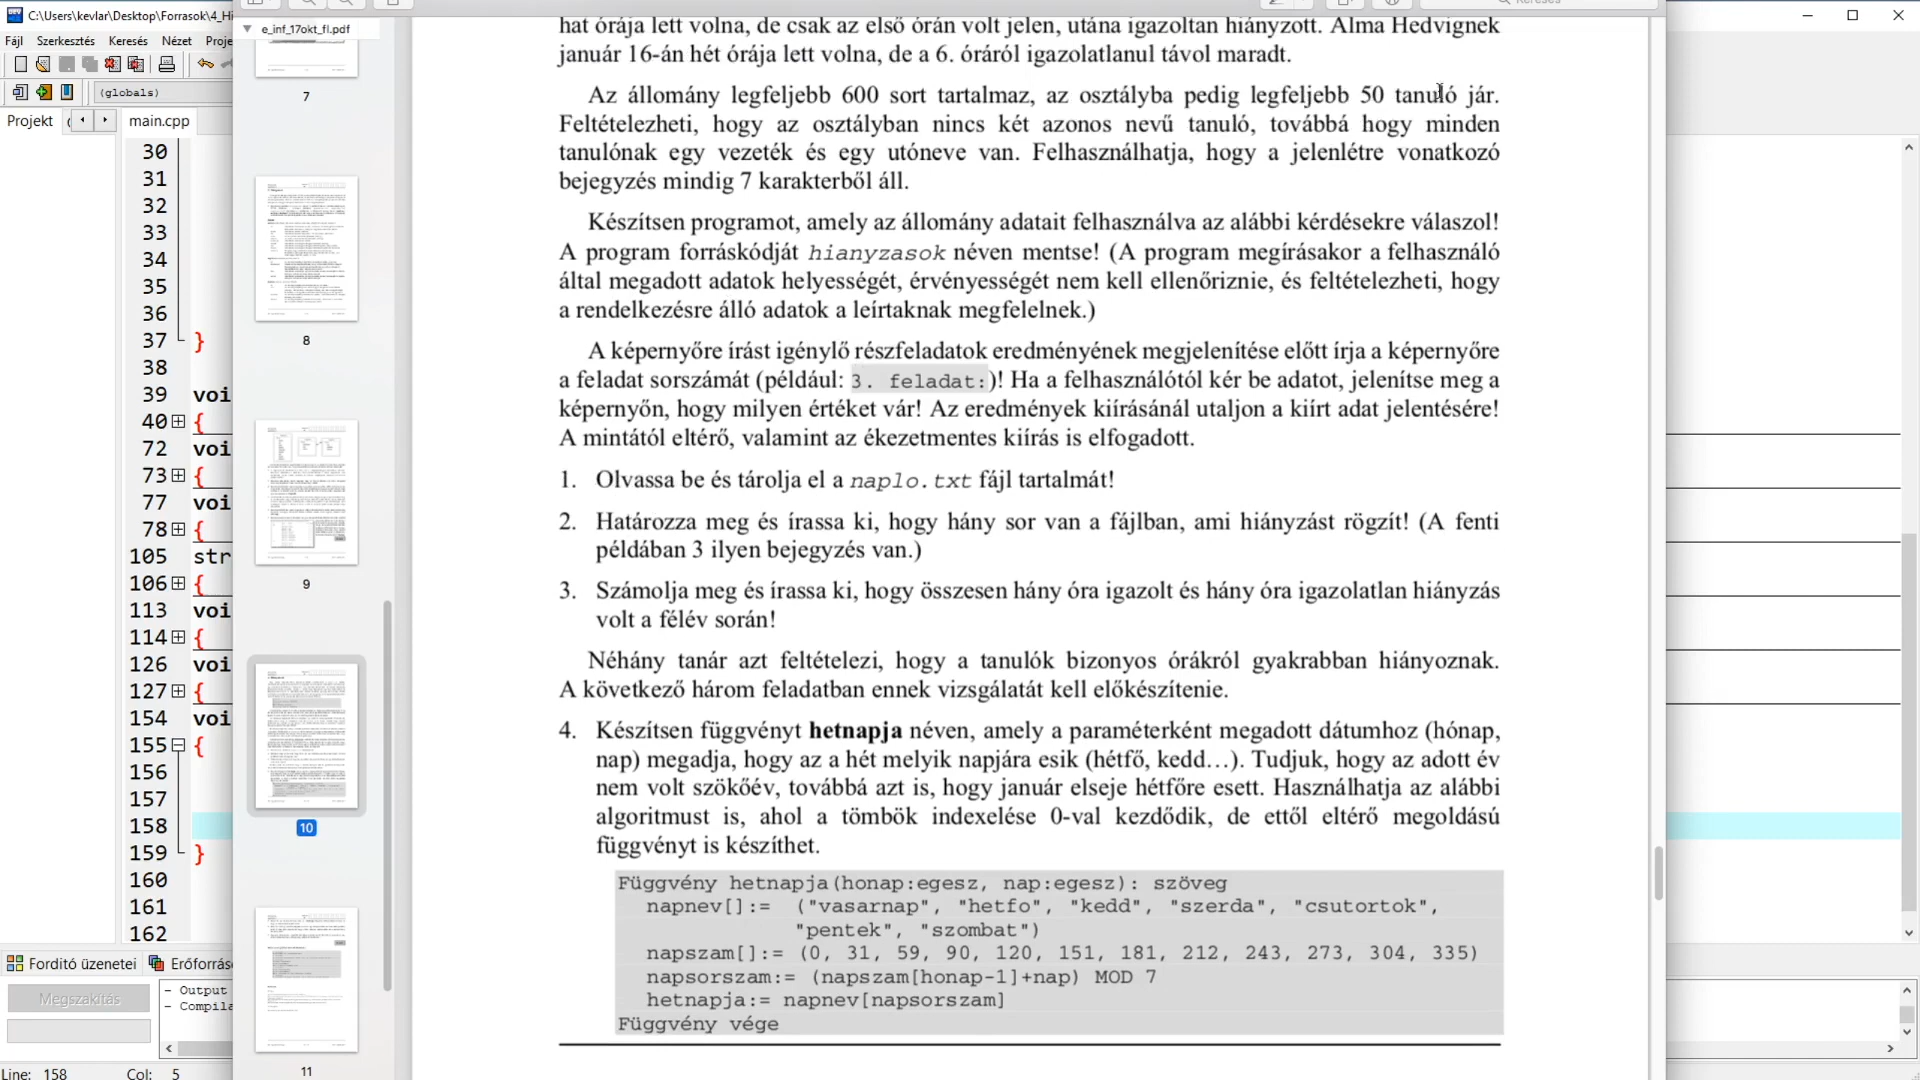 C:\Users\kevlar\Desktop\Forrasok\4_Hi
Fájl Szerkesztés Keresés Nézet Proje
(globals)
Projekt
main.cpp
30
31
32
33
34
35
36
37 }
38
39 voi
40 {
72 voi
73 {
77 voi
78 {
105 str
106 {
113 voi
114 {
126 voi
127 {
154 voi
155 {
156
157
158
159 }
160
161
162
Fordító üzenetei Erőforrás
Megszakítás
- Output
- Compila
Line: 158 Col: 5
e_inf_17okt_fl.pdf
7
8
9
10
11
Keresés
hat órája lett volna, de csak az első órán volt jelen, utána igazoltan hiányzott. Alma Hedvignek
január 16-án hét órája lett volna, de a 6. óráról igazolatlanul távol maradt.
Az állomány legfeljebb 600 sort tartalmaz, az osztályba pedig legfeljebb 50 tanuló jár.
Feltételezheti, hogy az osztályban nincs két azonos nevű tanuló, továbbá hogy minden
tanulónak egy vezeték és egy utóneve van. Felhasználhatja, hogy a jelenlétre vonatkozó
bejegyzés mindig 7 karakterből áll.
Készítsen programot, amely az állomány adatait felhasználva az alábbi kérdésekre válaszol!
A program forráskódját hianyzasok néven mentse! (A program megírásakor a felhasználó
által megadott adatok helyességét, érvényességét nem kell ellenőriznie, és feltételezheti, hogy
a rendelkezésre álló adatok a leírtaknak megfelelnek.)
A képernyőre írást igénylő részfeladatok eredményének megjelenítése előtt írja a képernyőre
a feladat sorszámát (például: 3. feladat:)! Ha a felhasználótól kér be adatot, jelenítse meg a
képernyőn, hogy milyen értéket vár! Az eredmények kiírásánál utaljon a kiírt adat jelentésére!
A mintától eltérő, valamint az ékezetmentes kiírás is elfogadott.
1. Olvassa be és tárolja el a naplo.txt fájl tartalmát!
2. Határozza meg és írassa ki, hogy hány sor van a fájlban, ami hiányzást rögzít! (A fenti
példában 3 ilyen bejegyzés van.)
3. Számolja meg és írassa ki, hogy összesen hány óra igazolt és hány óra igazolatlan hiányzás
volt a félév során!
Néhány tanár azt feltételezi, hogy a tanulók bizonyos órákról gyakrabban hiányoznak.
A következő három feladatban ennek vizsgálatát kell előkészítenie.
4. Készítsen függvényt hetnapja néven, amely a paraméterként megadott dátumhoz (hónap,
nap) megadja, hogy az a hét melyik napjára esik (hétfő, kedd…). Tudjuk, hogy az adott év
nem volt szökőév, továbbá azt is, hogy január elseje hétfőre esett. Használhatja az alábbi
algoritmust is, ahol a tömbök indexelése 0-val kezdődik, de ettől eltérő megoldású
függvényt is készíthet.
Függvény hetnapja(honap:egesz, nap:egesz): szöveg
napnev[]:= ("vasarnap", "hetfo", "kedd", "szerda", "csutortok",
"pentek", "szombat")
napszam[]:= (0, 31, 59, 90, 120, 151, 181, 212, 243, 273, 304, 335)
napsorszam:= (napszam[honap-1]+nap) MOD 7
hetnapja:= napnev[napsorszam]
Függvény vége